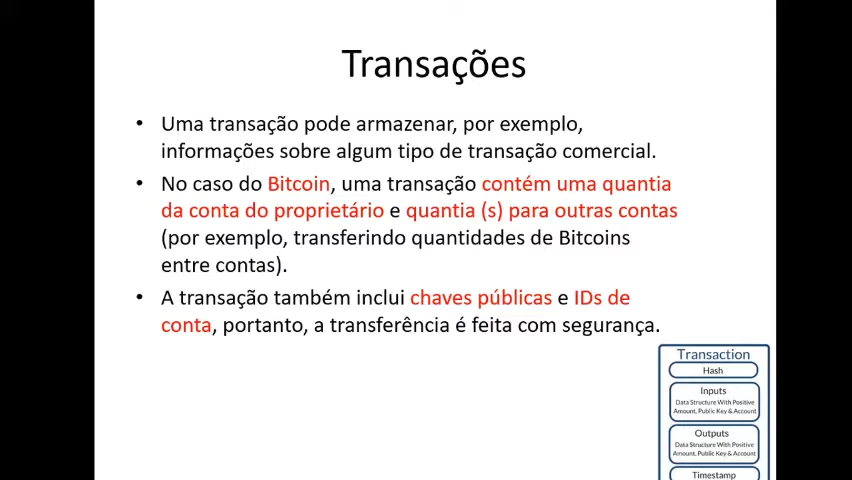 Transações
• Uma transação pode armazenar, por exemplo,
informações sobre algum tipo de transação comercial.
• No caso do Bitcoin, uma transação contém uma quantia
da conta do proprietário e quantia (s) para outras contas
(por exemplo, transferindo quantidades de Bitcoins
entre contas).
• A transação também inclui chaves públicas e IDs de
conta, portanto, a transferência é feita com segurança.
Transaction
Hash
Inputs
Data Structure With Positive
Amount, Public Key & Account
Outputs
Data Structure With Positive
Amount, Public Key & Account
Timestamp